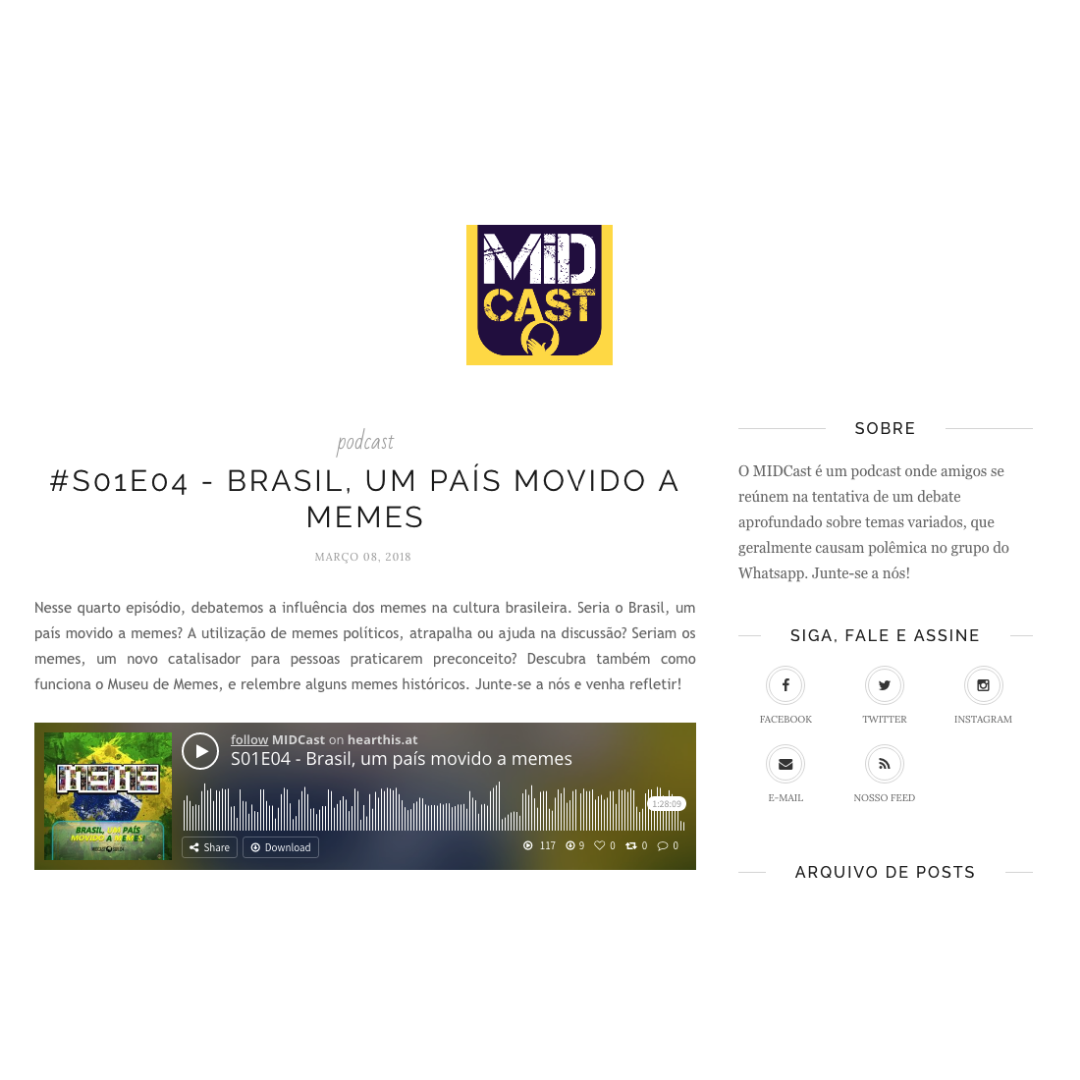 MiD
CAST
podcast
#S01E04 - BRASIL, UM PAÍS MOVIDO A
MEMES
MARÇO 08, 2018
Nesse quarto episódio, debatemos a influência dos memes na cultura brasileira. Seria o Brasil, um
país movido a memes? A utilização de memes políticos, atrapalha ou ajuda na discussão? Seriam os
memes, um novo catalisador para pessoas praticarem preconceito? Descubra também como
funciona o Museu de Memes, e relembre alguns memes históricos. Junte-se a nós e venha refletir!
MEME
BRASIL, UM PAÍS
MOVIDO A MEMES
follow MIDCast on hearthis.at
S01E04 - Brasil, um país movido a memes
1:28:09
Share Download 117 9 0 0 0
SOBRE
O MIDCast é um podcast onde amigos se
reúnem na tentativa de um debate
aprofundado sobre temas variados, que
geralmente causam polêmica no grupo do
Whatsapp. Junte-se a nós!
SIGA, FALE E ASSINE
FACEBOOK TWITTER INSTAGRAM
E-MAIL NOSSO FEED
ARQUIVO DE POSTS